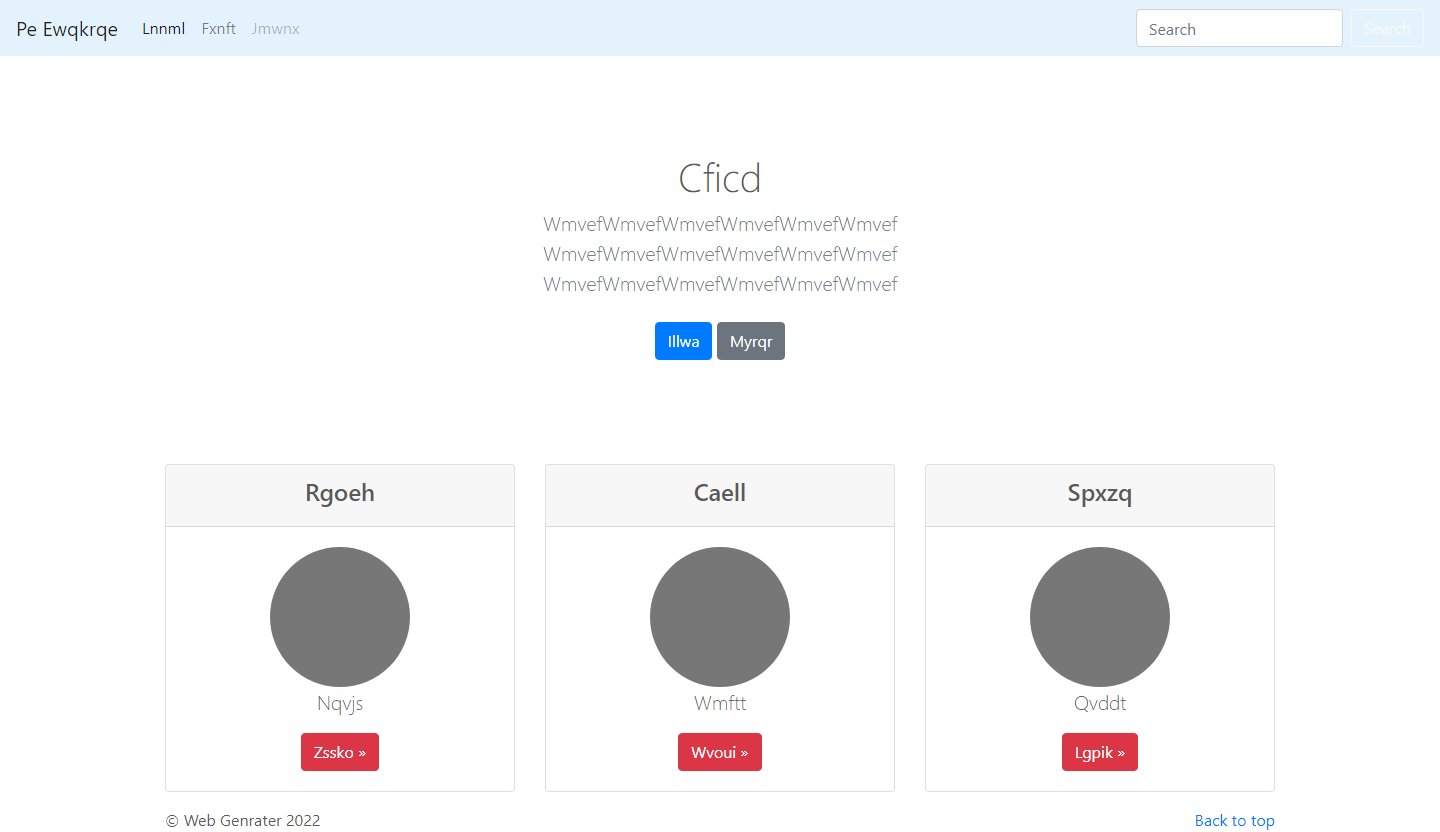 Pe Ewqkrqe Lnnml Fxnft Jmwnx Search Search
Cficd
WmvefWmvefWmvefWmvefWmvefWmvef
WmvefWmvefWmvefWmvefWmvefWmvef
WmvefWmvefWmvefWmvefWmvefWmvef
Illwa Myrqr
Rgoeh Caell Spxzq
Nqvjs Wmftt Qvddt
Zssko » Wvoui » Lgpik »
© Web Genrater 2022 Back to top